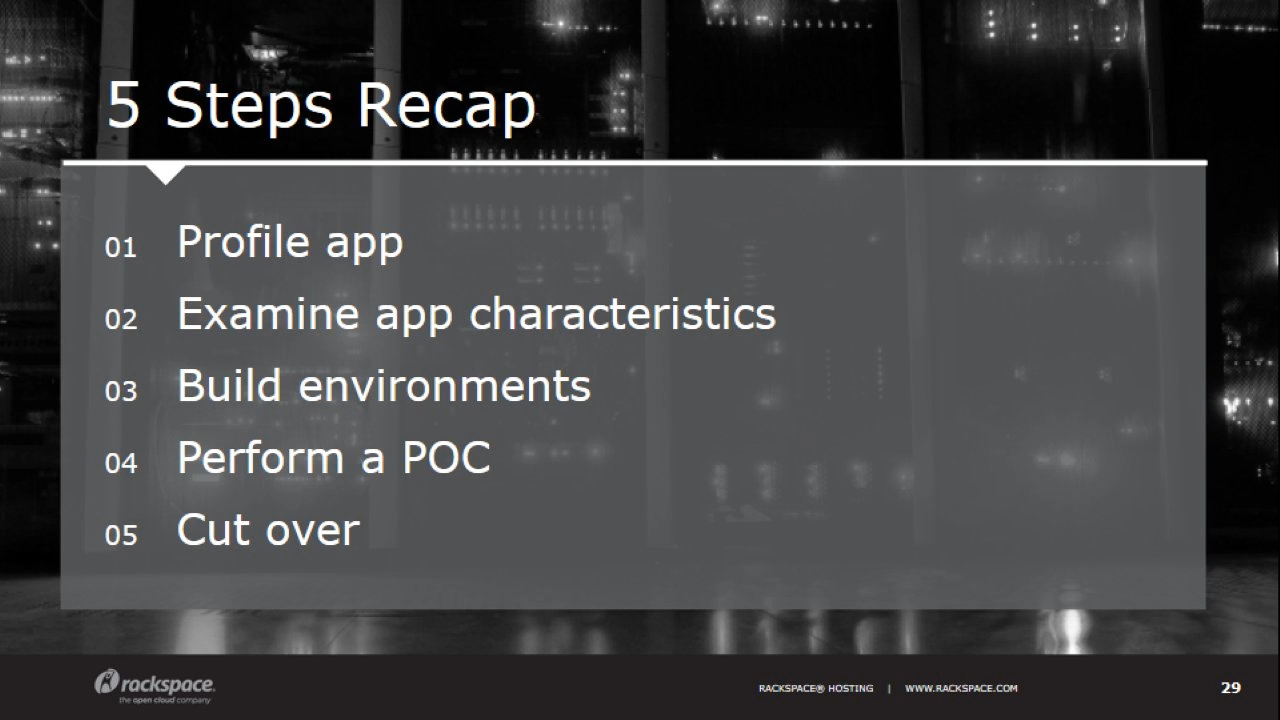 5 Steps Recap
01 Profile app
02 Examine app characteristics
03 Build environments
04 Perform a POC
05 Cut over
rackspace.
the open cloud company
RACKSPACE® HOSTING | WWW.RACKSPACE.COM
29